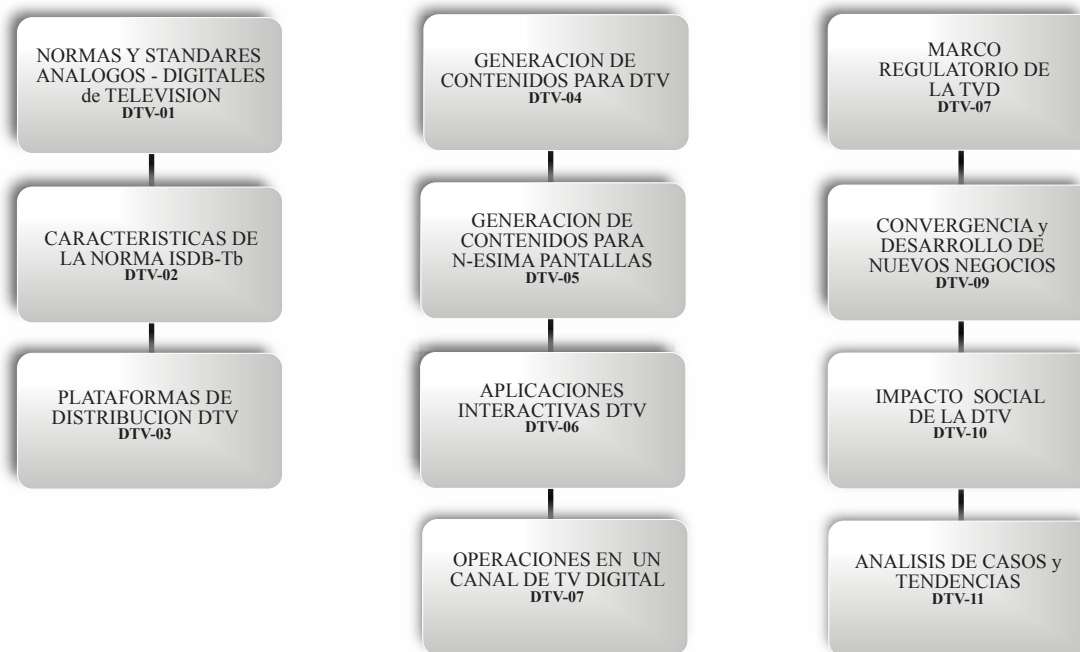 NORMAS Y STANDARES
ANALOGOS - DIGITALES
de TELEVISION
DTV-01
CARACTERISTICAS DE
LA NORMA ISDB-Tb
DTV-02
PLATAFORMAS DE
DISTRIBUCION DTV
DTV-03
GENERACION DE
CONTENIDOS PARA DTV
DTV-04
GENERACION DE
CONTENIDOS PARA
N-ESIMA PANTALLAS
DTV-05
APLICACIONES
INTERACTIVAS DTV
DTV-06
OPERACIONES EN UN
CANAL DE TV DIGITAL
DTV-07
MARCO
REGULATORIO DE
LA TVD
DTV-07
CONVERGENCIA y
DESARROLLO DE
NUEVOS NEGOCIOS
DTV-09
IMPACTO SOCIAL
DE LA DTV
DTV-10
ANALISIS DE CASOS y
TENDENCIAS
DTV-11